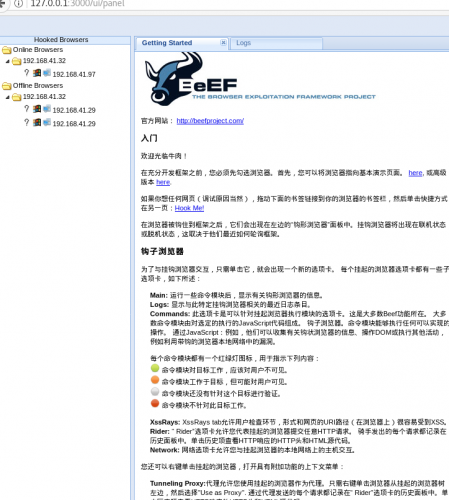 127.0.0.1:3000/ui/panel
Hooked Browsers
Getting Started
Logs
Online Browsers
192.168.41.32
192.168.41.97
Offline Browsers
192.168.41.32
192.168.41.29
192.168.41.29
BeEF
THE BROWSER EXPLOITATION FRAMEWORK PROJECT
官方网站： http://beefproject.com/
入门
欢迎光临牛肉！
在充分开发框架之前，您必须先勾选浏览器。首先，您可以将浏览器指向基本演示页面。 here, 或高级
版本 here.
如果你想任何网页（调试原因当然），拖动下面的书签链接到你的浏览器的书签栏，然后单击快捷方式
在另一页：Hook Me!
在浏览器被钩住到框架之后，它们会出现在左边的“钩形浏览器”面板中。挂钩浏览器将出现在联机状态
或脱机状态，这取决于他们最近如何轮询框架。
钩子浏览器
为了与挂钩浏览器交互，只需单击它，就会出现一个新的选项卡。 每个挂起的浏览器选项卡都有一些子
选项卡，如下所述：
Main: 运行一些命令模块后，显示有关钩形浏览器的信息。
Logs: 显示与此特定挂钩浏览器相关的最近日志条目。
Commands: 此选项卡是可以针对挂起浏览器执行模块的选项卡。这是大多数Beef功能所在。 大多
数命令模块由对选定的执行的JavaScript代码组成。 钩子浏览器。命令模块能够执行任何可以实现的
操作。 通过JavaScript：例如，他们可以收集有关钩状浏览器的信息、操作DOM或执行其他活动，
例如利用带钩的浏览器本地网络中的漏洞。
每个命令模块都有一个红绿灯图标，用于指示下列内容：
命令模块对目标工作，应该对用户不可见。
命令模块工作于目标，但可能对用户可见。
命令模块还没有针对这个目标进行验证。
命令模块不针对此目标工作。
XssRays: XssRays tab允许用户检查环节，形式和网页的URI路径（在浏览器上）很容易受到XSS。
Rider: " Rider"选项卡允许您代表挂起的浏览器提交任意HTTP请求。 骑手发出的每个请求都记录在
历史面板中。单击历史项查看HTTP响应的HTTP头和HTML源代码。
Network: 网络选项卡允许您与挂起浏览器的本地网络上的主机交互。
您还可以右键单击挂起的浏览器，打开具有附加功能的上下文菜单：
Tunneling Proxy:代理允许您使用挂起的浏览器作为代理。只需右键单击浏览器从挂起的浏览器树
左边，然后选择"Use as Proxy". 通过代理发送的每个请求都记录在" Rider"选项卡的历史面板中。单